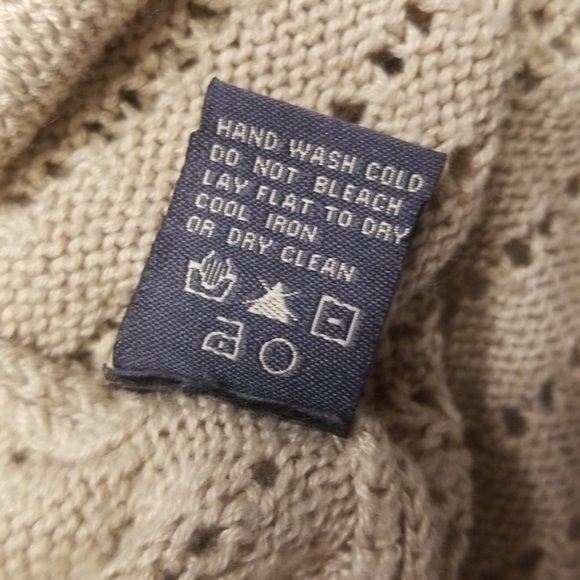 HAND WASH COLD
DO NOT BLEACH
LAY FLAT TO DRY
COOL IRON
OR DRY CLEAN